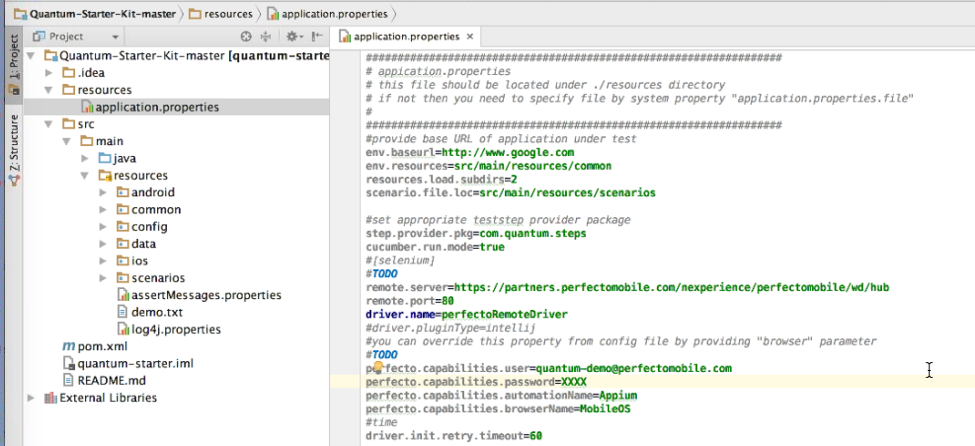 Quantum-Starter-Kit-master
resources
application.properties
Project
application.properties
1: Project
Z: Structure
Quantum-Starter-Kit-master [quantum-starte
.idea
resources
application.properties
src
main
java
resources
android
common
config
data
ios
scenarios
assertMessages.properties
demo.txt
log4j.properties
pom.xml
quantum-starter.iml
README.md
External Libraries
################################################################
# appication.properties
# this file should be located under ./resources directory
# if not then you need to specify file by system property "application.properties.file"
#
################################################################
#provide base URL of application under test
env.baseurl=http://www.google.com
env.resources=src/main/resources/common
resources.load.subdirs=2
scenario.file.loc=src/main/resources/scenarios
#set appropriate teststep provider package
step.provider.pkg=com.quantum.steps
cucumber.run.mode=true
#[selenium]
#TODO
remote.server=https://partners.perfectomobile.com/nexperience/perfectomobile/wd/hub
remote.port=80
driver.name=perfectoRemoteDriver
#driver.pluginType=intellij
#you can override this property from config file by providing "browser" parameter
#TODO
perfecto.capabilities.user=quantum-demo@perfectomobile.com
perfecto.capabilities.password=XXXX
perfecto.capabilities.automationName=Appium
perfecto.capabilities.browserName=MobileOS
#time
driver.init.retry.timeout=60